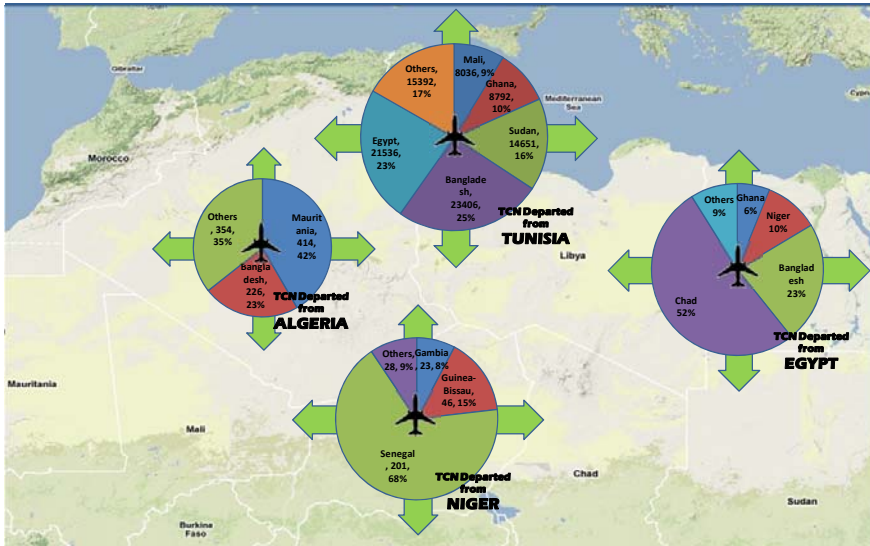 Gibraltar
Morocco
Mediterranean
Sea
Cypr
Libya
Mauritania
Mali
Burkina
Faso
Chad
Sudan
Others,
15392,
17%
Mali,
8036, 9%
Ghana,
8792,
10%
Sudan,
14651,
16%
Banglade
sh,
23406,
25%
Egypt,
21536,
23%
TCN Departed
from
TUNISIA
Others
, 354,
35%
Maurit
ania,
414,
42%
Bangla
desh,
226,
23%
TCN Departed
from
ALGERIA
Others
9%
Ghana
6%
Niger
10%
Banglad
esh
23%
Chad
52%
TCN Departed
from
EGYPT
Others,
28, 9%
Gambia
, 23, 8%
Guinea-
Bissau,
46, 15%
Senegal
, 201,
68%
TCN Departed
from
NIGER